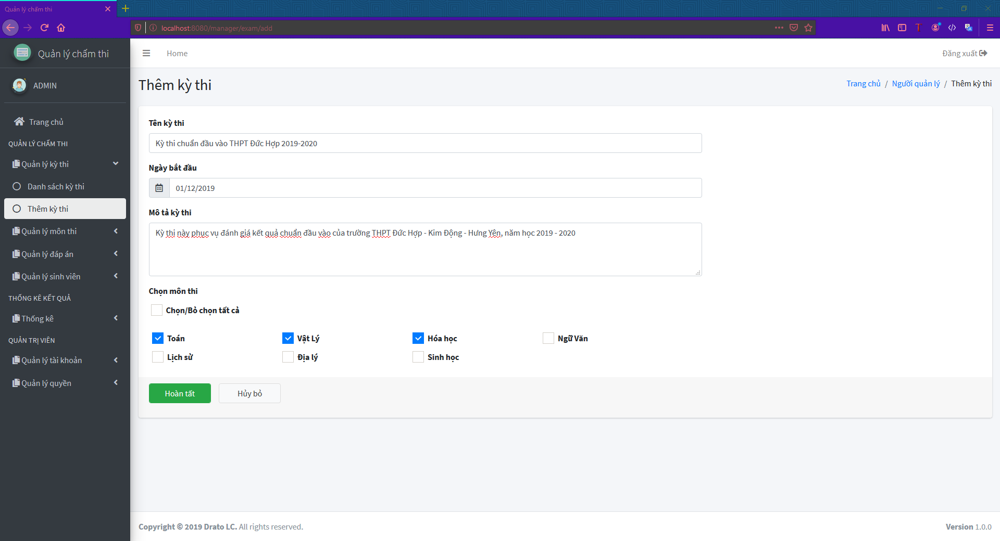 Quản lý chấm thi
localhost:8080/manager/exam/add
Quản lý chấm thi
Home
Đăng xuất
ADMIN
Thêm kỳ thi
Trang chủ / Người quản lý / Thêm kỳ thi
Trang chủ
QUẢN LÝ CHẤM THI
Quản lý kỳ thi
Danh sách kỳ thi
Thêm kỳ thi
Quản lý môn thi
Quản lý đáp án
Quản lý sinh viên
THỐNG KÊ KẾT QUẢ
Thống kê
QUẢN TRỊ VIÊN
Quản lý tài khoản
Quản lý quyền
Tên kỳ thi
Kỳ thi chuẩn đầu vào THPT Đức Hợp 2019-2020
Ngày bắt đầu
01/12/2019
Mô tả kỳ thi
Kỳ thi này phục vụ đánh giá kết quả chuẩn đầu vào của trường THPT Đức Hợp - Kim Động - Hưng Yên, năm học 2019 - 2020
Chọn môn thi
Chọn/Bỏ chọn tất cả
Toán Vật Lý Hóa học Ngữ Văn
Lịch sử Địa lý Sinh học
Hoàn tất Hủy bỏ
Copyright © 2019 Drato LC. All rights reserved.
Version 1.0.0